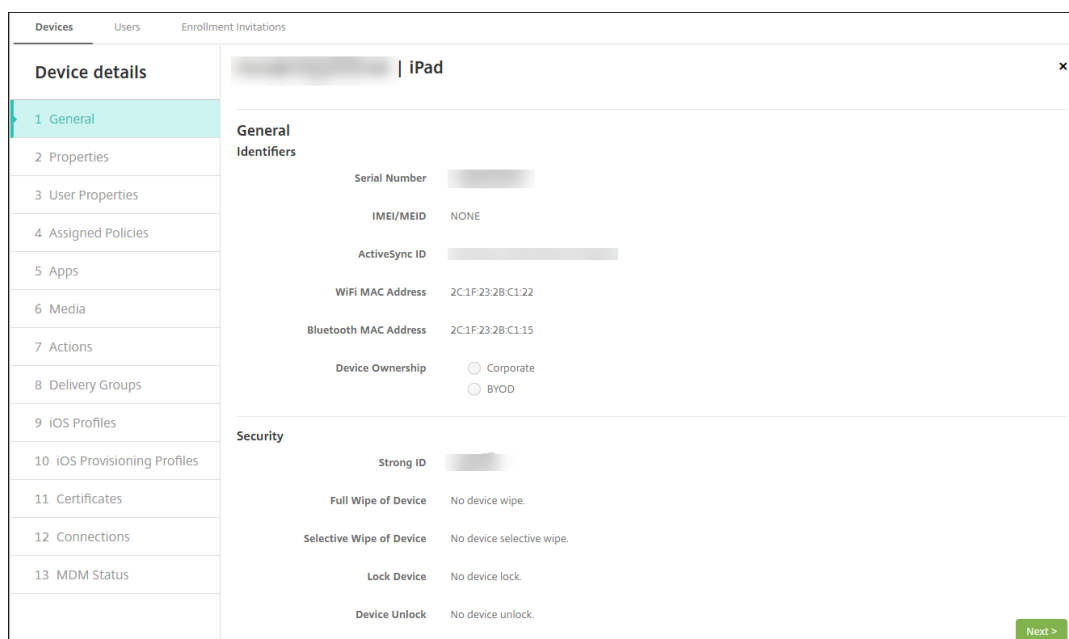 Devices Users Enrollment Invitations
Device details
| iPad
×
1 General
2 Properties
3 User Properties
4 Assigned Policies
5 Apps
6 Media
7 Actions
8 Delivery Groups
9 iOS Profiles
10 iOS Provisioning Profiles
11 Certificates
12 Connections
13 MDM Status
General
Identifiers
Serial Number
IMEI/MEID NONE
ActiveSync ID
WiFi MAC Address 2C:1F:23:2B:C1:22
Bluetooth MAC Address 2C:1F:23:2B:C1:15
Device Ownership Corporate
BYOD
Security
Strong ID
Full Wipe of Device No device wipe.
Selective Wipe of Device No device selective wipe.
Lock Device No device lock.
Device Unlock No device unlock.
Next >